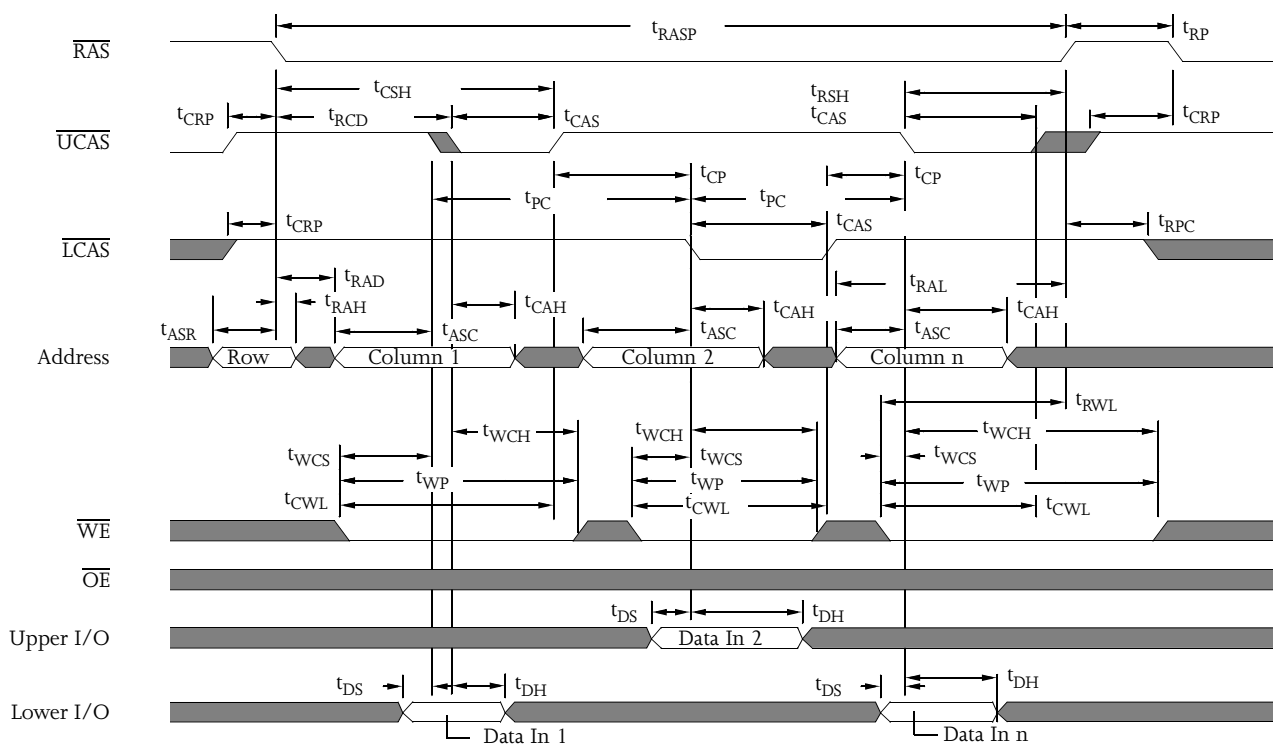 tRASP
tRP
RAS
tCSH
tRSH
tCRP
tRCD
tCAS
tCAS
tCRP
UCAS
tCP
tCP
tPC
tPC
tCRP
tCAS
tRPC
LCAS
tRAD
tRAL
tRAH
tCAH
tCAH
tCAH
tASR
tASC
tASC
tASC
Address
Row
Column 1
Column 2
Column n
tRWL
tWCH
tWCH
tWCH
tWCS
tWCS
tWCS
tWP
tWP
tWP
tCWL
tCWL
tCWL
WE
OE
tDS
tDH
Upper I/O
Data In 2
tDS
tDH
tDS
tDH
Lower I/O
Data In 1
Data In n